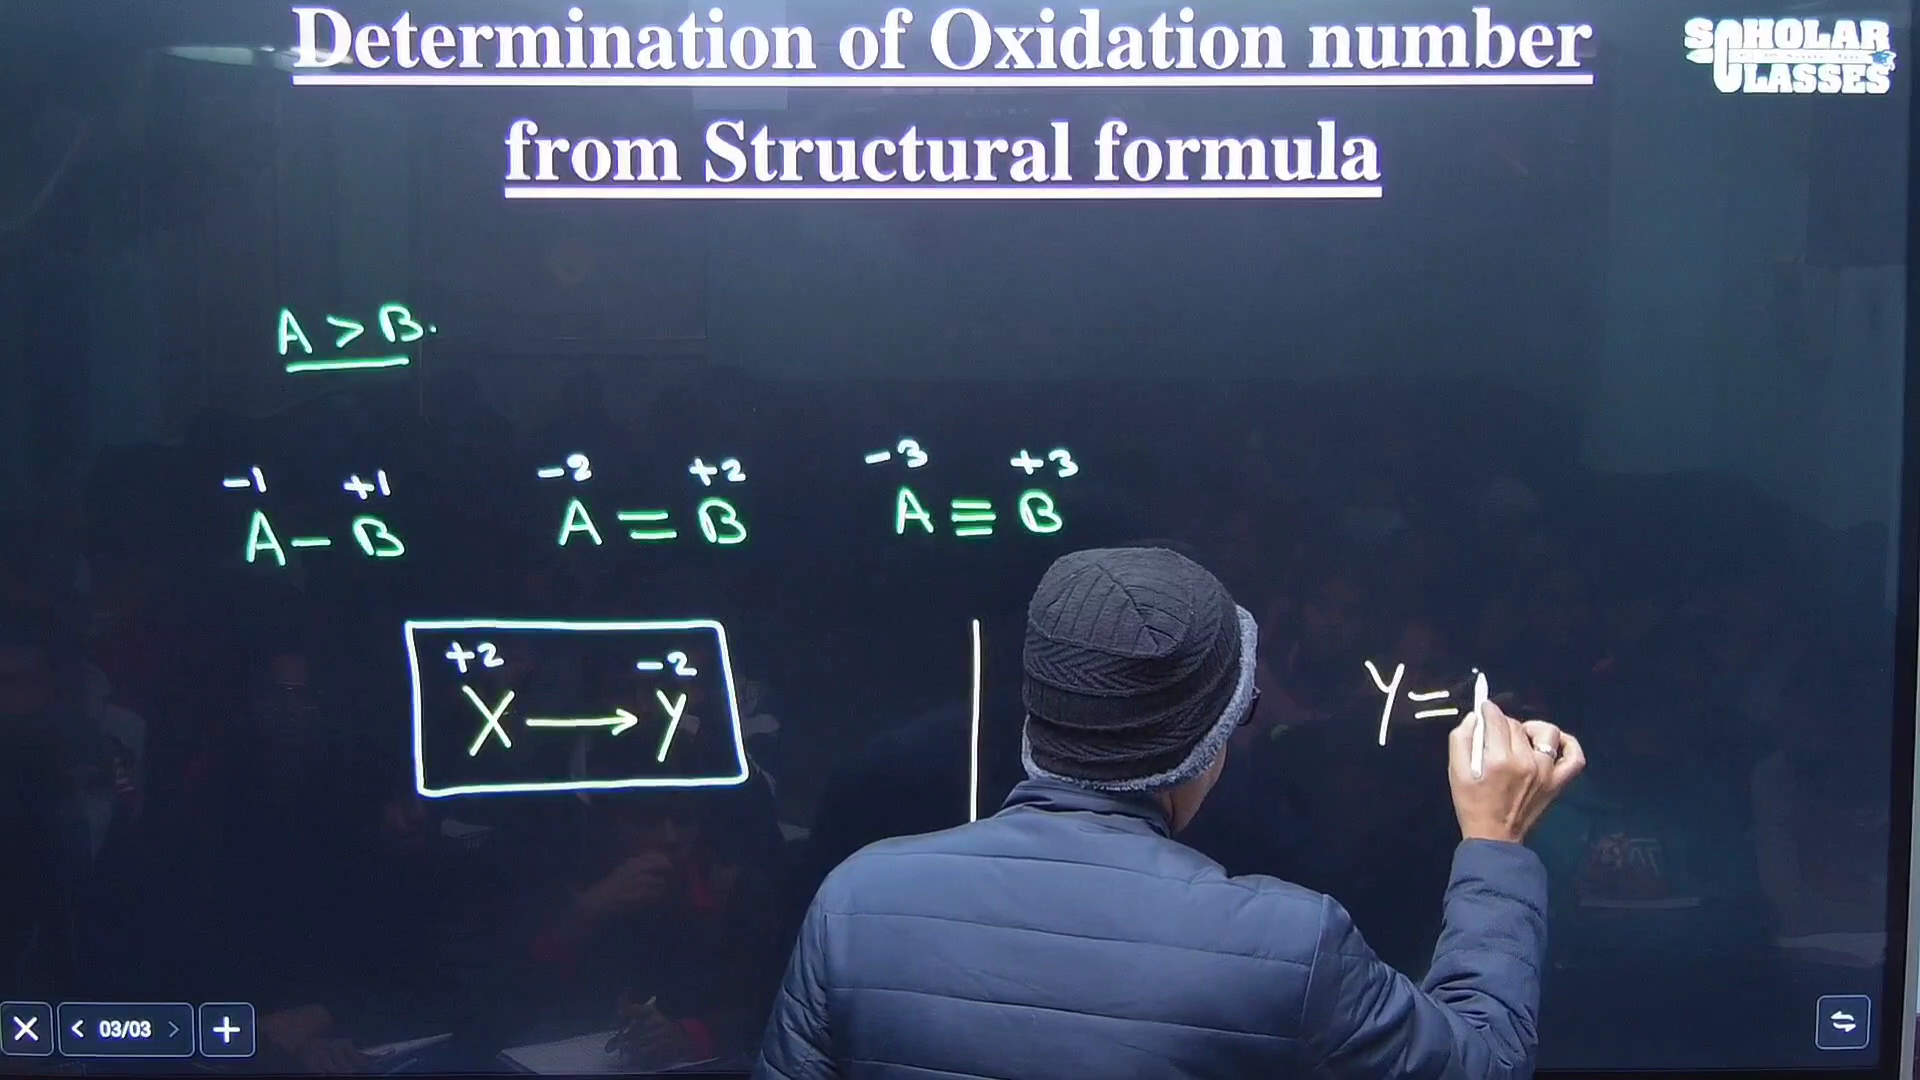 Determination of Oxidation number
from Structural formula
SCHOLAR
CLASSES
A > B.
-1 +1
A − B
-2 +2
A = B
-3 +3
A ≡ B
+2 -2
X → Y
Y =
03/03